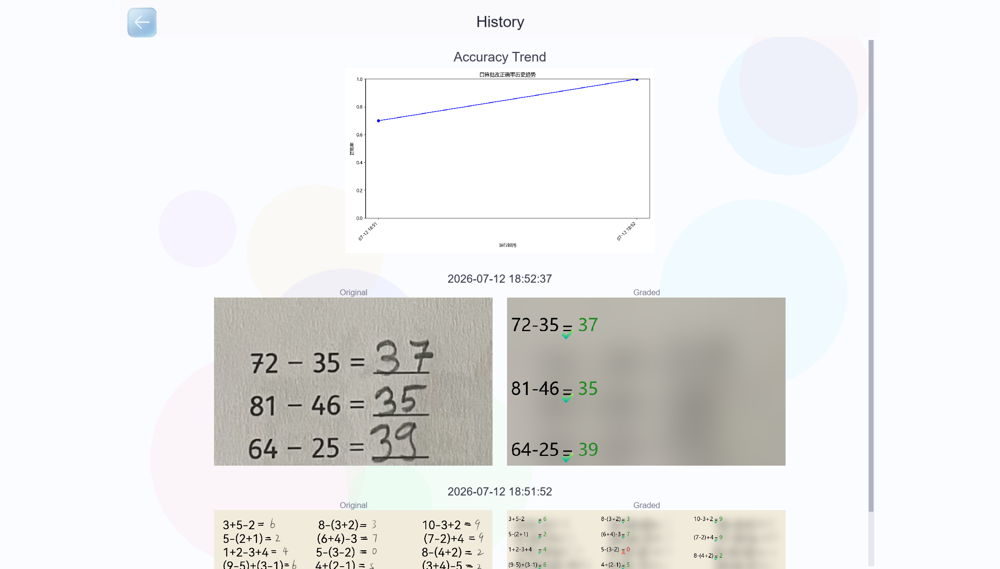 History
Accuracy Trend
口算批改正确率历史趋势
1.0
0.8
0.6
0.4
0.2
0.0
正确率
07-12 18:51
07-12 18:52
运行时间
2026-07-12 18:52:37
Original
Graded
72 − 35 = 37
81 − 46 = 35
64 − 25 = 39
72-35 = 37
81-46 = 35
64-25 = 39
2026-07-12 18:51:52
Original
Graded
3+5-2 = 6 8-(3+2)= 3 10-3+2 = 9
5-(2+1)= 2 (6+4)-3 = 7 (7-2)+4 = 9
1+2-3+4= 4 5-(3-2) = 0 8-(4+2) = 2
(9-5)+(3-1)= 6 4+(2-1) = 5 (3+4)-5 = 2
3+5-2 = 6 8-(3+2)= 3 10-3+2 = 9
5-(2+1) = 2 (6+4)-3= 7 (7-2)+4= 9
1+2-3+4 = 4 5-(3-2) = 0 8-(4+2)= 2
(9-5)+(3-1)= 6 4+(2-1)= 5